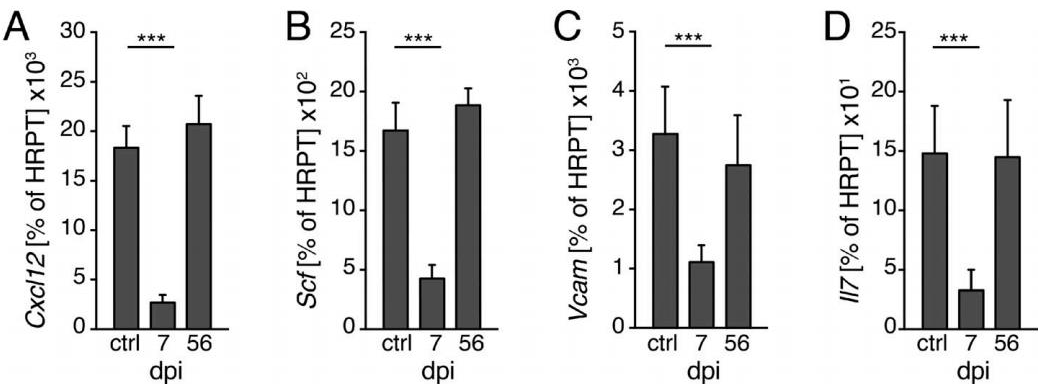 A
Cxcl12 [% of HRPT] x10³
30
25
20
15
10
5
0
***
ctrl 7 56
dpi
B
Scf [% of HRPT] x10²
25
20
15
10
5
0
***
ctrl 7 56
dpi
C
Vcam [% of HRPT] x10³
5
4
3
2
1
0
***
ctrl 7 56
dpi
D
Il7 [% of HRPT] x10¹
25
20
15
10
5
0
***
ctrl 7 56
dpi